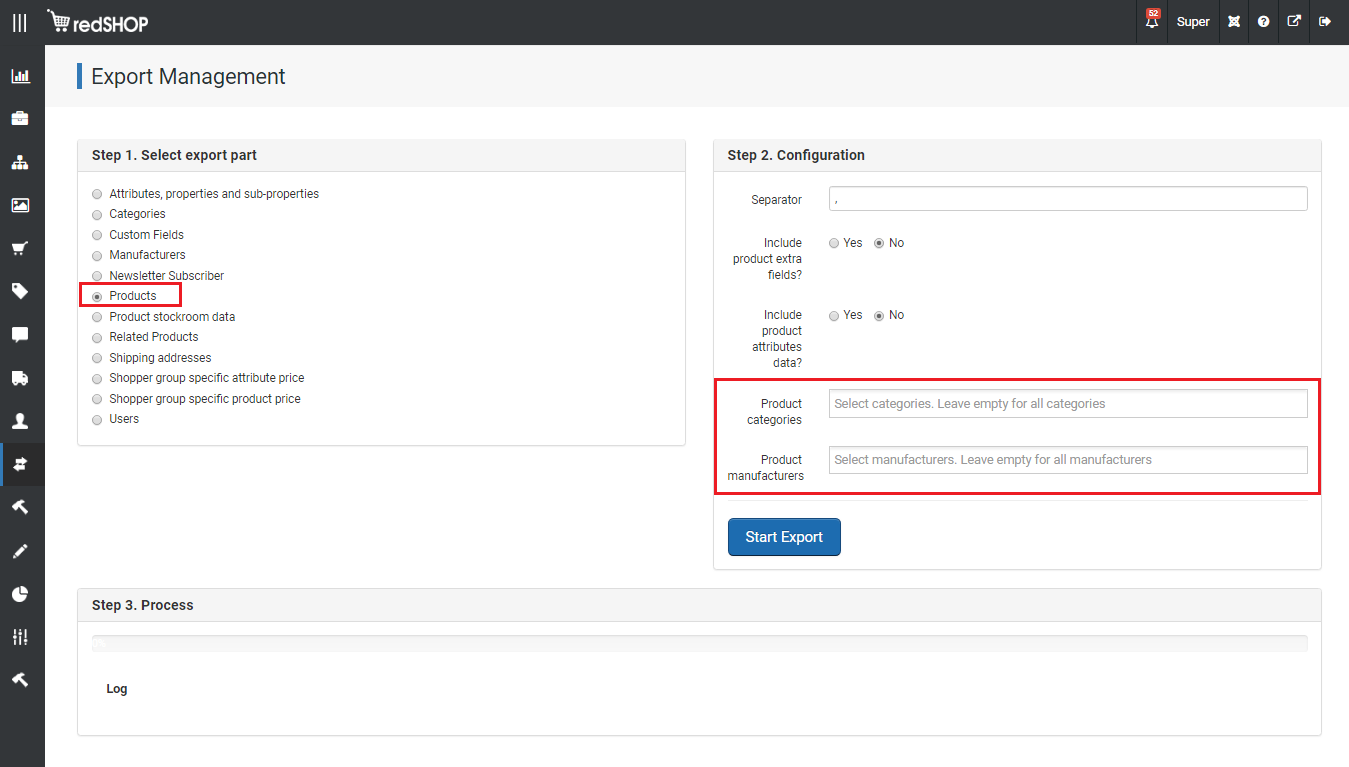 redSHOP
52
Super
Export Management
Step 1. Select export part
Attributes, properties and sub-properties
Categories
Custom Fields
Manufacturers
Newsletter Subscriber
Products
Product stockroom data
Related Products
Shipping addresses
Shopper group specific attribute price
Shopper group specific product price
Users
Step 2. Configuration
Separator
,
Include
product extra
fields?
Yes No
Include
product
attributes
data?
Yes No
Product
categories
Select categories. Leave empty for all categories
Product
manufacturers
Select manufacturers. Leave empty for all manufacturers
Start Export
Step 3. Process
Log